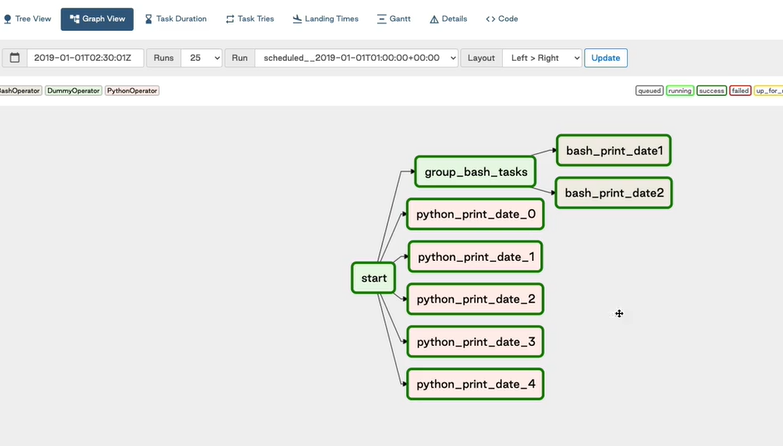 Tree View Graph View Task Duration Task Tries Landing Times Gantt Details Code
2019-01-01T02:30:01Z Runs 25 Run scheduled__2019-01-01T01:00:00+00:00 Layout Left > Right Update
BashOperator DummyOperator PythonOperator queued running success failed up_for_
bash_print_date1
group_bash_tasks
bash_print_date2
python_print_date_0
python_print_date_1
start
python_print_date_2
python_print_date_3
python_print_date_4